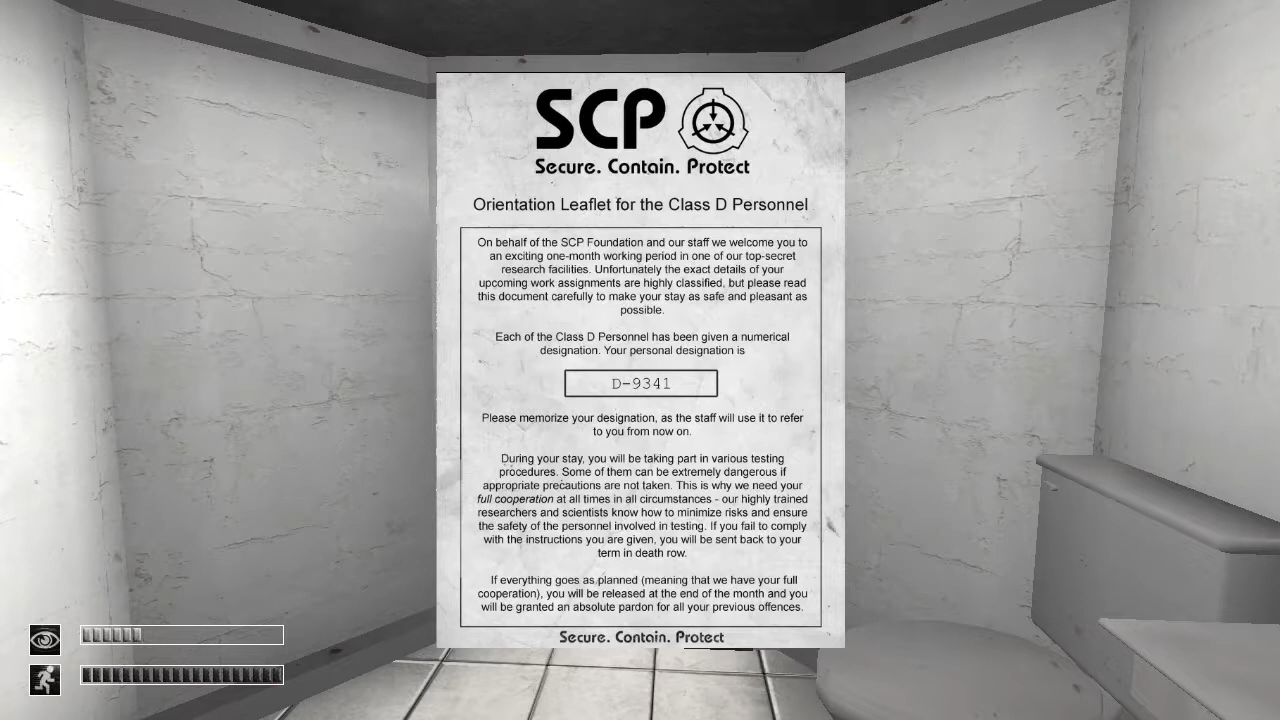 SCP
Secure. Contain. Protect
Orientation Leaflet for the Class D Personnel
On behalf of the SCP Foundation and our staff we welcome you to
an exciting one-month working period in one of our top-secret
research facilities. Unfortunately the exact details of your
upcoming work assignments are highly classified, but please read
this document carefully to make your stay as safe and pleasant as
possible.
Each of the Class D Personnel has been given a numerical
designation. Your personal designation is
D-9341
Please memorize your designation, as the staff will use it to refer
to you from now on.
During your stay, you will be taking part in various testing
procedures. Some of them can be extremely dangerous if
appropriate precautions are not taken. This is why we need your
full cooperation at all times in all circumstances - our highly trained
researchers and scientists know how to minimize risks and ensure
the safety of the personnel involved in testing. If you fail to comply
with the instructions you are given, you will be sent back to your
term in death row.
If everything goes as planned (meaning that we have your full
cooperation), you will be released at the end of the month and you
will be granted an absolute pardon for all your previous offences.
Secure. Contain. Protect